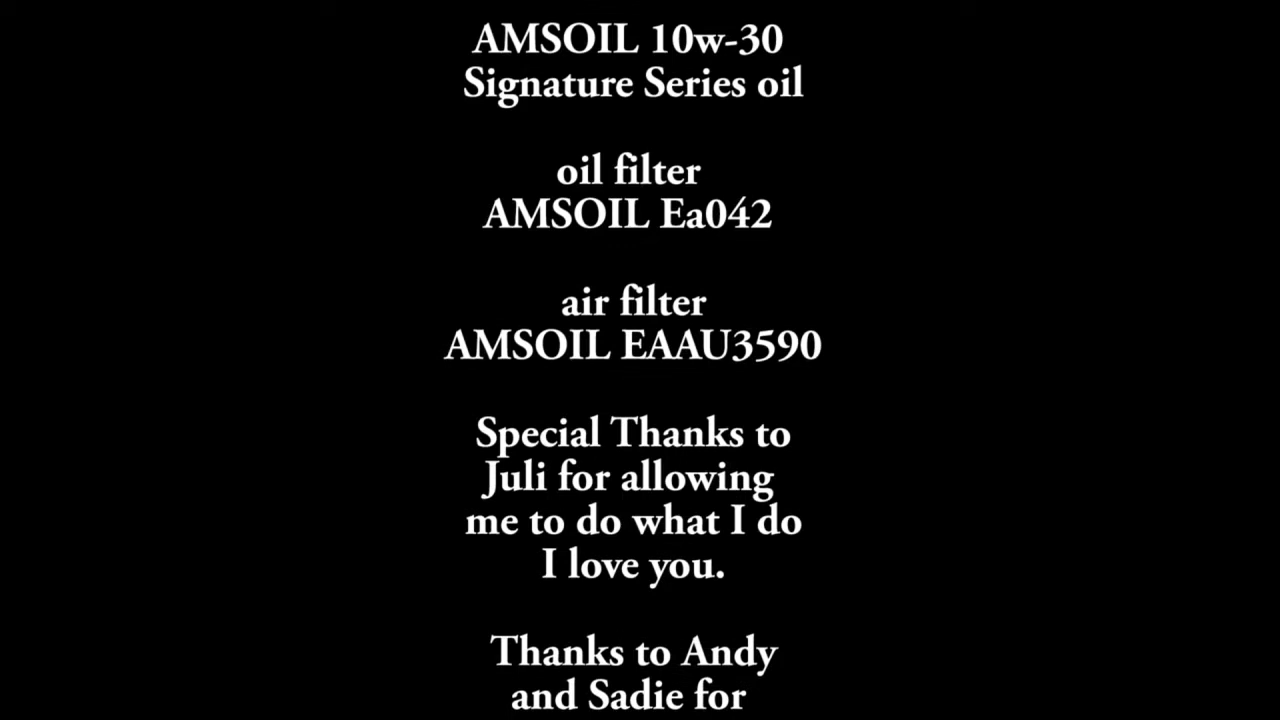 AMSOIL 10w-30
Signature Series oil
oil filter
AMSOIL Ea042
air filter
AMSOIL EAAU3590
Special Thanks to
Juli for allowing
me to do what I do
I love you.
Thanks to Andy
and Sadie for